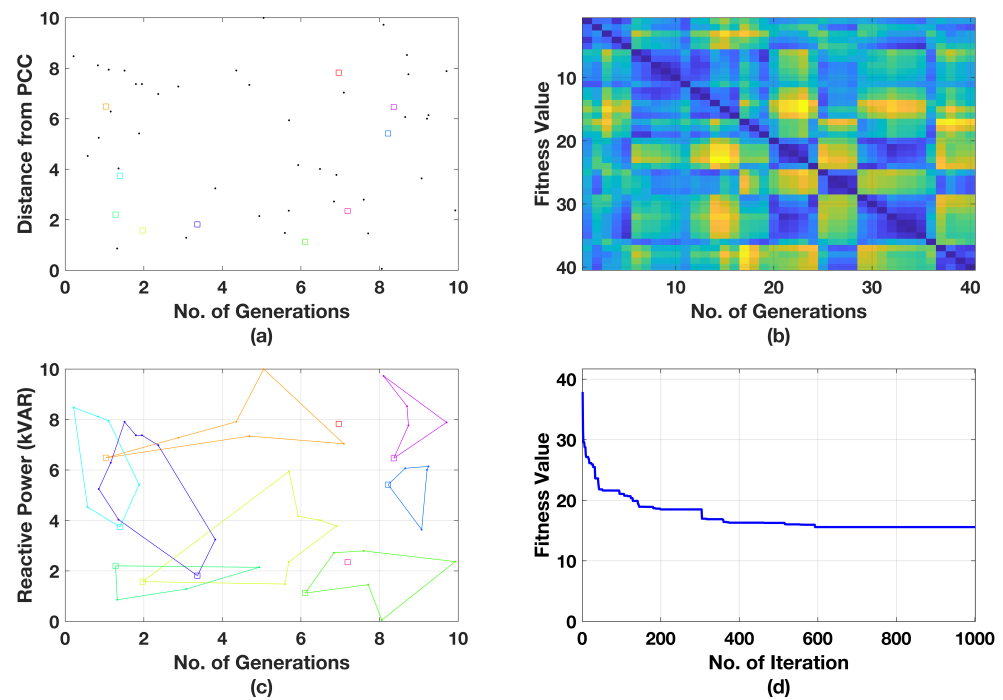 10
8
6
4
2
0
Distance from PCC
0 2 4 6 8 10
No. of Generations
(a)
10
20
30
40
Fitness Value
10 20 30 40
No. of Generations
(b)
10
8
6
4
2
0
Reactive Power (kVAR)
0 2 4 6 8 10
No. of Generations
(c)
40
30
20
10
0
Fitness Value
0 200 400 600 800 1000
No. of Iteration
(d)